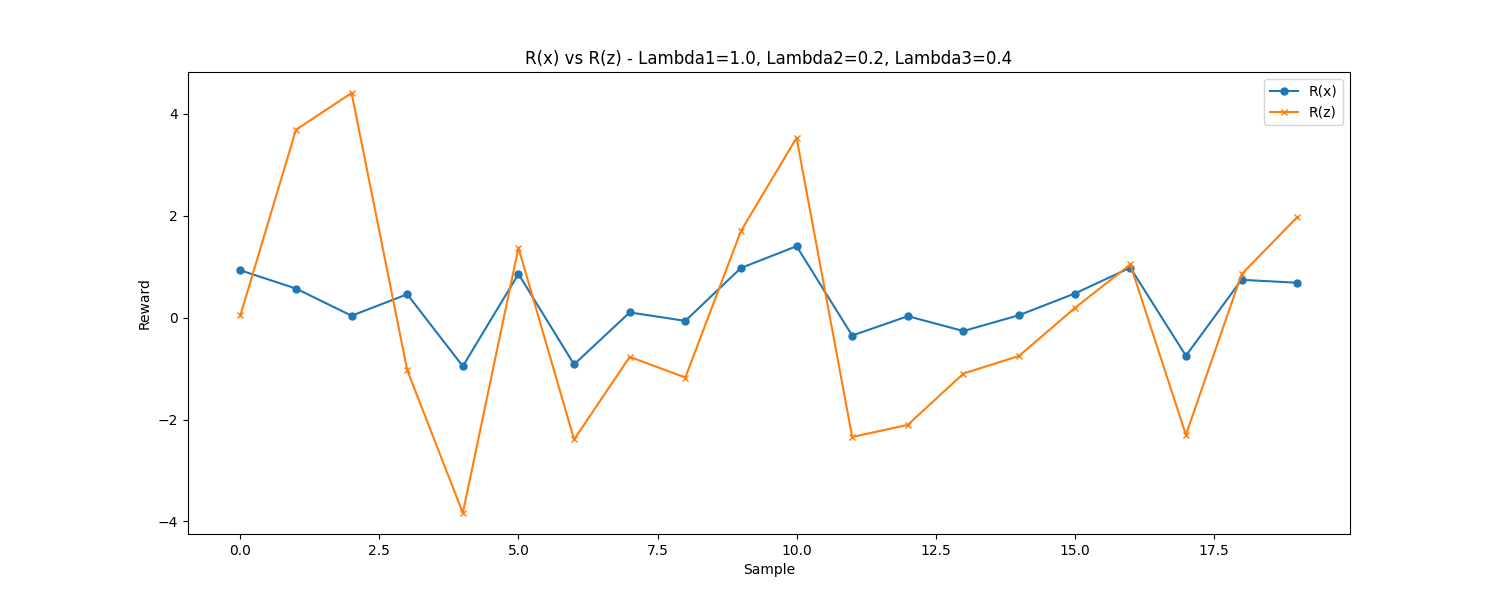 R(x) vs R(z) - Lambda1=1.0, Lambda2=0.2, Lambda3=0.4
R(x)
R(z)
4
2
0
−2
−4
Reward
0.0 2.5 5.0 7.5 10.0 12.5 15.0 17.5
Sample